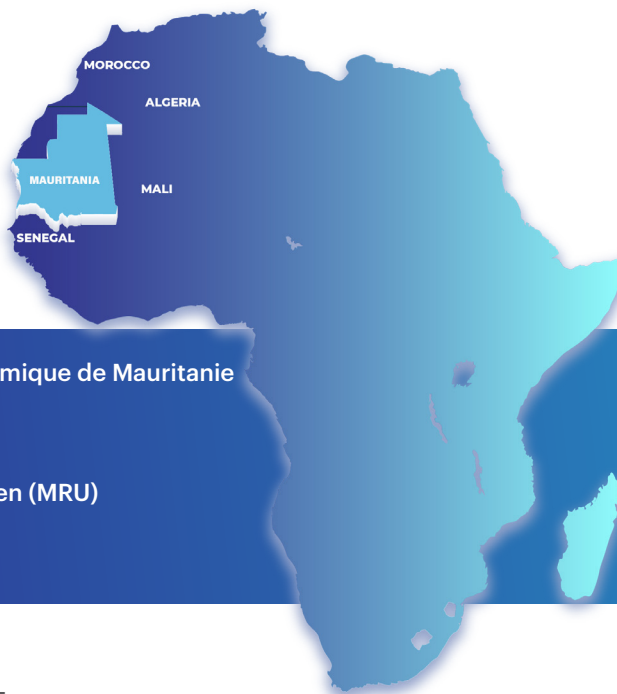 MOROCCO
ALGERIA
MAURITANIA
MALI
SENEGAL
mique de Mauritanie
en (MRU)